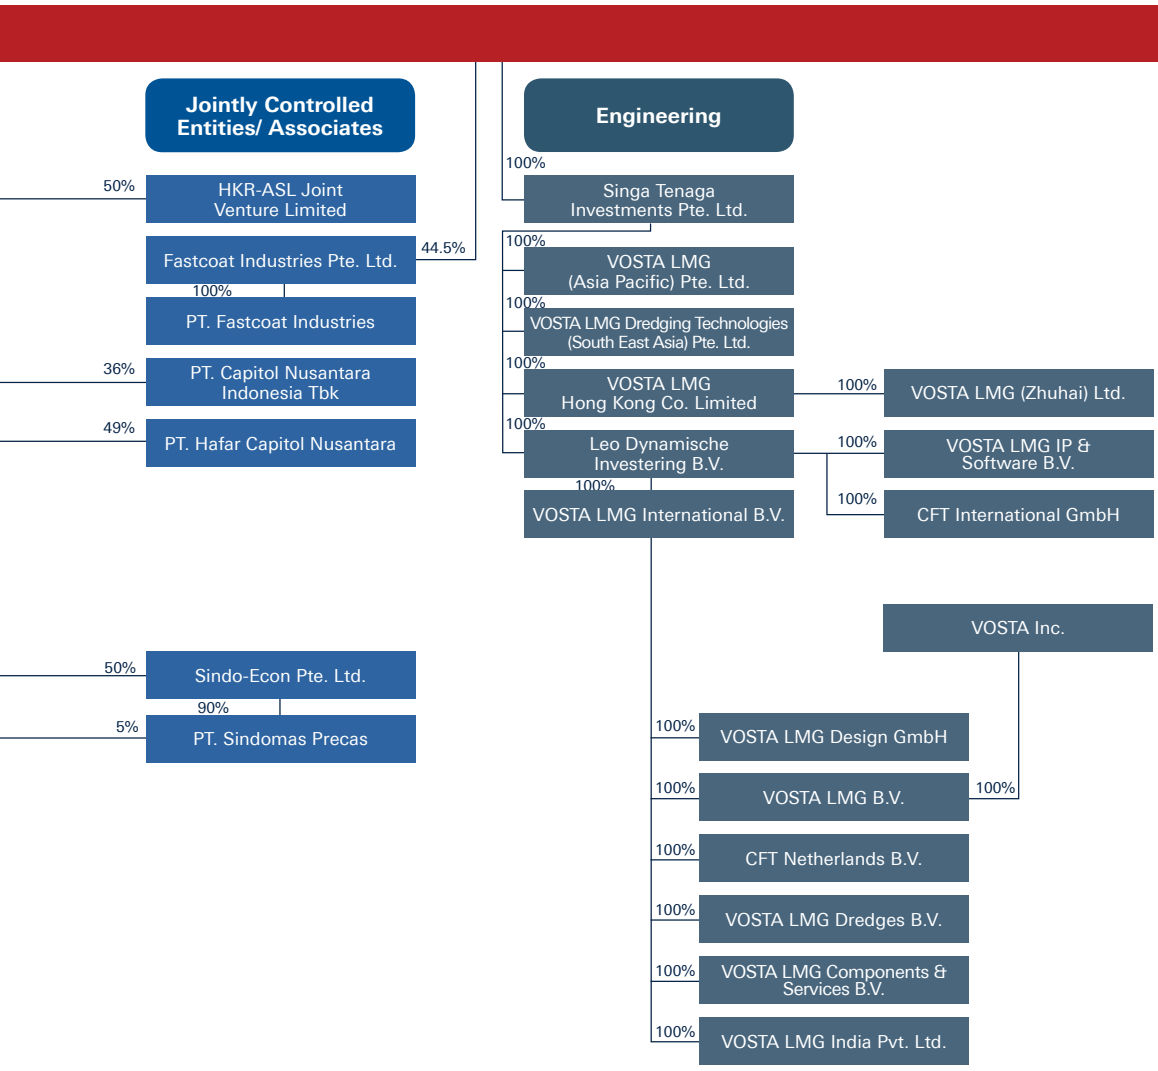 Jointly Controlled
Entities/ Associates
50%
HKR-ASL Joint
Venture Limited
Fastcoat Industries Pte. Ltd.
44.5%
100%
PT. Fastcoat Industries
36%
PT. Capitol Nusantara
Indonesia Tbk
49%
PT. Hafar Capitol Nusantara
50%
Sindo-Econ Pte. Ltd.
90%
5%
PT. Sindomas Precas
Engineering
100%
Singa Tenaga
Investments Pte. Ltd.
100%
VOSTA LMG
(Asia Pacific) Pte. Ltd.
100%
VOSTA LMG Dredging Technologies
(South East Asia) Pte. Ltd.
100%
VOSTA LMG
Hong Kong Co. Limited
100%
VOSTA LMG (Zhuhai) Ltd.
100%
Leo Dynamische
Investering B.V.
100%
VOSTA LMG IP &
Software B.V.
100%
CFT International GmbH
100%
VOSTA LMG International B.V.
VOSTA Inc.
100%
VOSTA LMG Design GmbH
100%
VOSTA LMG B.V.
100%
100%
CFT Netherlands B.V.
100%
VOSTA LMG Dredges B.V.
100%
VOSTA LMG Components &
Services B.V.
100%
VOSTA LMG India Pvt. Ltd.